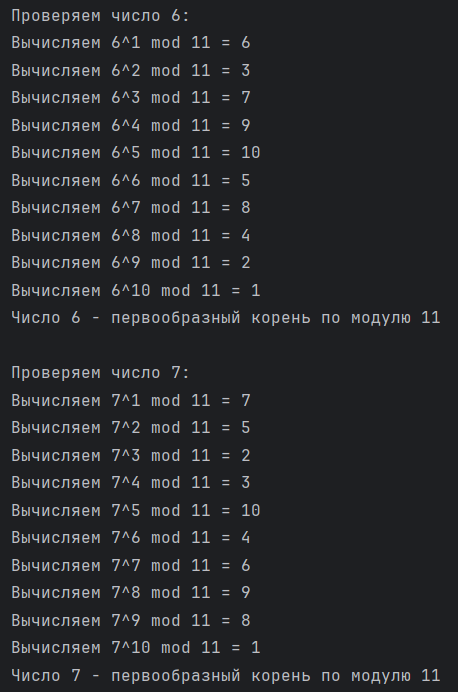 Проверяем число 6:
Вычисляем 6^1 mod 11 = 6
Вычисляем 6^2 mod 11 = 3
Вычисляем 6^3 mod 11 = 7
Вычисляем 6^4 mod 11 = 9
Вычисляем 6^5 mod 11 = 10
Вычисляем 6^6 mod 11 = 5
Вычисляем 6^7 mod 11 = 8
Вычисляем 6^8 mod 11 = 4
Вычисляем 6^9 mod 11 = 2
Вычисляем 6^10 mod 11 = 1
Число 6 - первообразный корень по модулю 11
Проверяем число 7:
Вычисляем 7^1 mod 11 = 7
Вычисляем 7^2 mod 11 = 5
Вычисляем 7^3 mod 11 = 2
Вычисляем 7^4 mod 11 = 3
Вычисляем 7^5 mod 11 = 10
Вычисляем 7^6 mod 11 = 4
Вычисляем 7^7 mod 11 = 6
Вычисляем 7^8 mod 11 = 9
Вычисляем 7^9 mod 11 = 8
Вычисляем 7^10 mod 11 = 1
Число 7 - первообразный корень по модулю 11